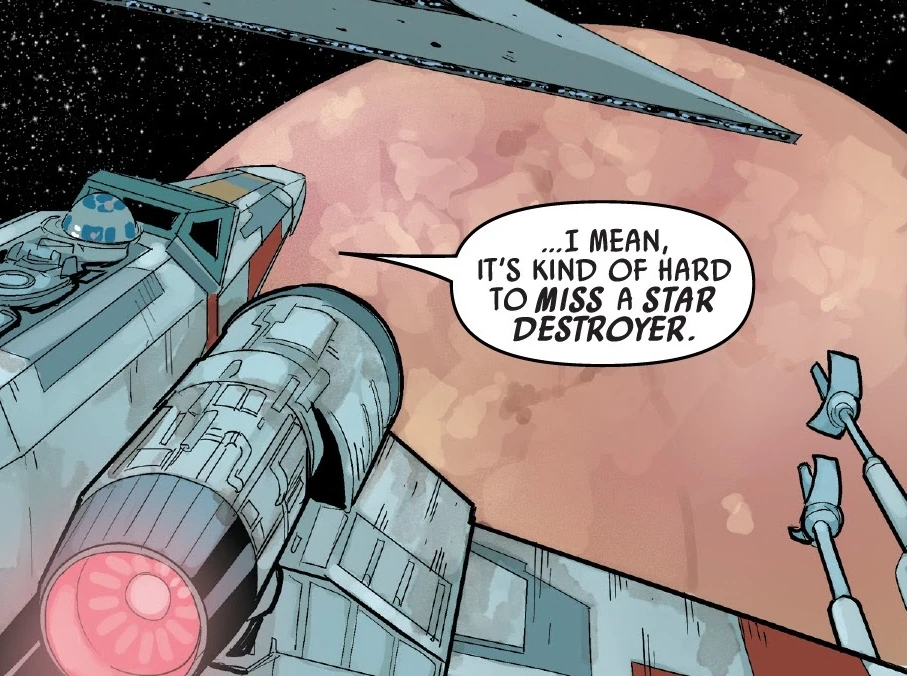 ...I MEAN,
IT'S KIND OF HARD
TO MISS A STAR
DESTROYER.